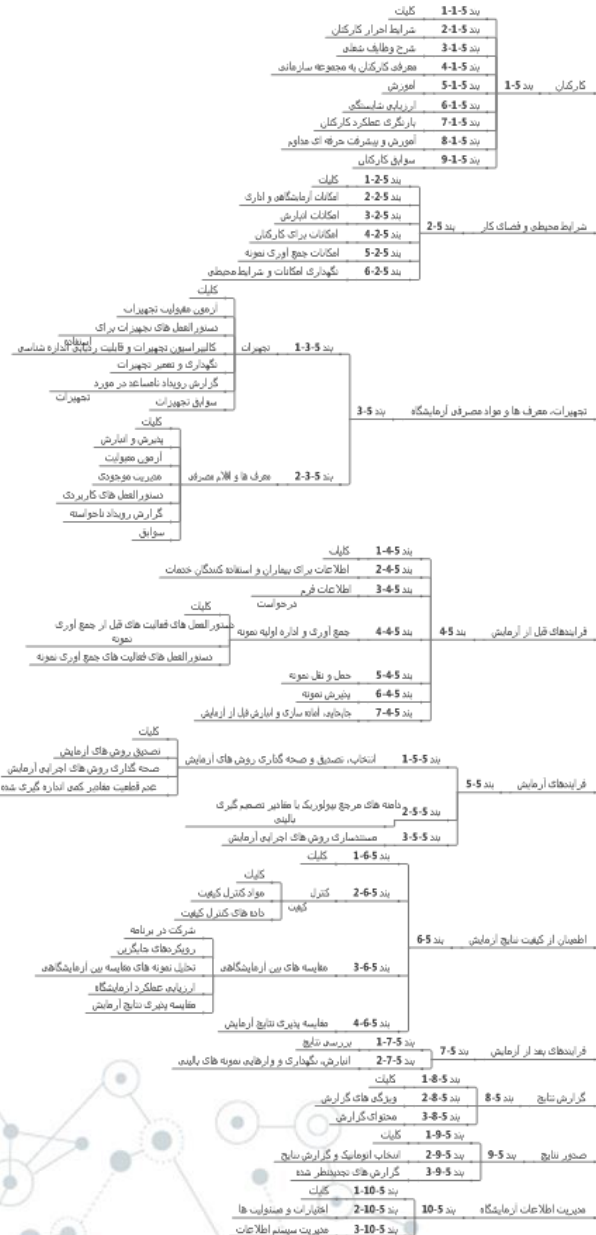 بند 5-1-1 کلیات
بند 5-1-2 شرایط احراز کارکنان
بند 5-1-3 شرح وظایف شغلی
بند 5-1-4 معرفی کارکنان به مجموعه سازمانی
کارکنان بند 5-1 بند 5-1-5 آموزش
بند 5-1-6 ارزیابی شایستگی
بند 5-1-7 بازنگری عملکرد کارکنان
بند 5-1-8 آموزش و پیشرفت حرفه ای مداوم
بند 5-1-9 سوابق کارکنان
بند 5-2-1 کلیات
بند 5-2-2 امکانات آزمایشگاهی و اداری
بند 5-2-3 امکانات انبارش
شرایط محیطی و فضای کار بند 5-2 بند 5-2-4 امکانات برای کارکنان
بند 5-2-5 امکانات جمع آوری نمونه
بند 5-2-6 نگهداری امکانات و شرایط محیطی
تجهیزات، معرف ها و مواد مصرفی آزمایشگاه بند 5-3
بند 5-3-1 تجهیزات
کلیات
آزمون مقبولیت تجهیزات
دستورالعمل های تجهیزات برای استفاده
کالیبراسیون تجهیزات و قابلیت ردیابی اندازه شناسی
نگهداری و تعمیر تجهیزات
گزارش رویداد نامساعد در مورد تجهیزات
سوابق تجهیزات
بند 5-3-2 معرف ها و اقلام مصرفی
کلیات
پذیرش و انبارش
آزمون مقبولیت
مدیریت موجودی
دستورالعمل های کاربردی
گزارش رویداد ناخواسته
سوابق
فرایندهای قبل از آزمایش بند 5-4
بند 5-4-1 کلیات
بند 5-4-2 اطلاعات برای بیماران و استفاده کنندگان خدمات
بند 5-4-3 اطلاعات فرم درخواست
بند 5-4-4 جمع آوری و اداره اولیه نمونه
کلیات
دستورالعمل های فعالیت های قبل از جمع آوری
نمونه
دستورالعمل های فعالیت های جمع آوری نمونه
بند 5-4-5 حمل و نقل نمونه
بند 5-4-6 پذیرش نمونه
بند 5-4-7 جابجایی، آماده سازی و انبارش قبل از آزمایش
فرایندهای آزمایش بند 5-5
بند 5-5-1 انتخاب، تصدیق و صحه گذاری روش های آزمایش
کلیات
تصدیق روش های آزمایش
صحه گذاری روش های اجرایی آزمایش
عدم قطعیت مقادیر کمی اندازه گیری شده
بند 5-5-2 دامنه های مرجع بیولوزیک یا مقادیر تصمیم گیری
بالینی
بند 5-5-3 مستندسازی روش های اجرایی آزمایش
اطمینان از کیفیت نتایج آزمایش بند 5-6
بند 5-6-1 کلیات
بند 5-6-2 کنترل کیفیت
کلیات
مواد کنترل کیفیت
داده های کنترل کیفیت
بند 5-6-3 مقایسه های بین آزمایشگاهی
شرکت در برنامه
رویکردهای جایگزین
تحلیل نمونه های مقایسه بین آزمایشگاهی
ارزیابی عملکرد آزمایشگاه
مقایسه پذیری نتایج آزمایش
بند 5-6-4 مقایسه پذیری نتایج آزمایش
فرایندهای بعد از آزمایش بند 5-7
بند 5-7-1 بررسی نتایج
بند 5-7-2 انبارش، نگهداری و وارهایی نمونه های بالینی
گزارش نتایج بند 5-8
بند 5-8-1 کلیات
بند 5-8-2 ویژگی های گزارش
بند 5-8-3 محتوای گزارش
صدور نتایج بند 5-9
بند 5-9-1 کلیات
بند 5-9-2 انتخاب اتوماتیک و گزارش نتایج
بند 5-9-3 گزارش های تجدیدنظر شده
مدیریت اطلاعات آزمایشگاه بند 5-10
بند 5-10-1 کلیات
بند 5-10-2 اختیارات و مسئولیت ها
بند 5-10-3 مدیریت سیستم اطلاعات